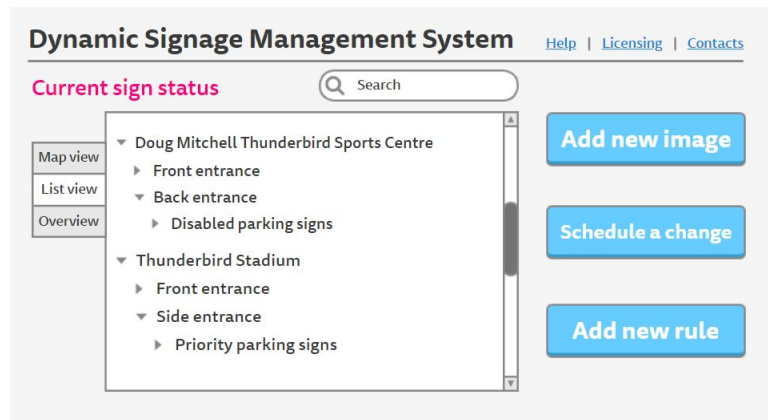 Dynamic Signage Management System
Help | Licensing | Contacts
Current sign status
Search
Map view
List view
Overview
Doug Mitchell Thunderbird Sports Centre
Front entrance
Back entrance
Disabled parking signs
Thunderbird Stadium
Front entrance
Side entrance
Priority parking signs
Add new image
Schedule a change
Add new rule